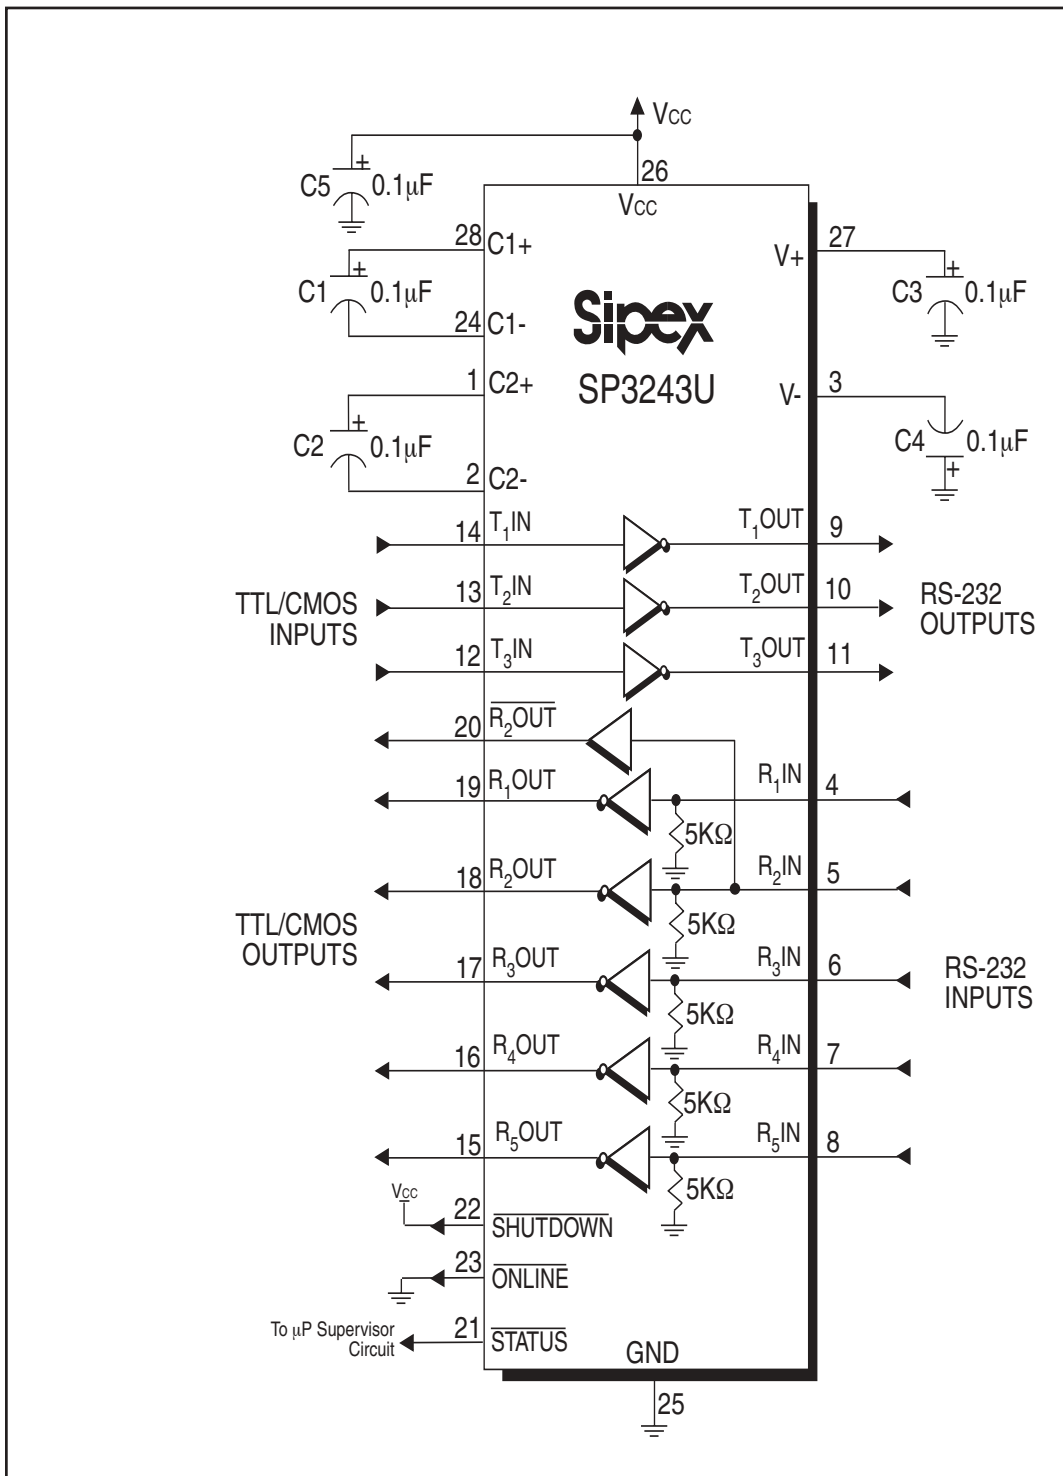 VCC
26
C5
+
0.1µF
VCC
28
C1+
V+
27
C1
+
0.1µF
+
C3
0.1µF
24
C1-
Sipex
SP3243U
1
C2+
V-
3
C2
+
0.1µF
C4
0.1µF
+
2
C2-
14
T1IN
T1OUT
9
13
T2IN
T2OUT
10
TTL/CMOS
INPUTS
RS-232
OUTPUTS
12
T3IN
T3OUT
11
20
R2OUT
19
R1OUT
R1IN
4
5KΩ
18
R2OUT
R2IN
5
5KΩ
TTL/CMOS
OUTPUTS
17
R3OUT
R3IN
6
RS-232
INPUTS
5KΩ
16
R4OUT
R4IN
7
5KΩ
15
R5OUT
R5IN
8
5KΩ
VCC
22
SHUTDOWN
23
ONLINE
To µP Supervisor
Circuit
21
STATUS
GND
25